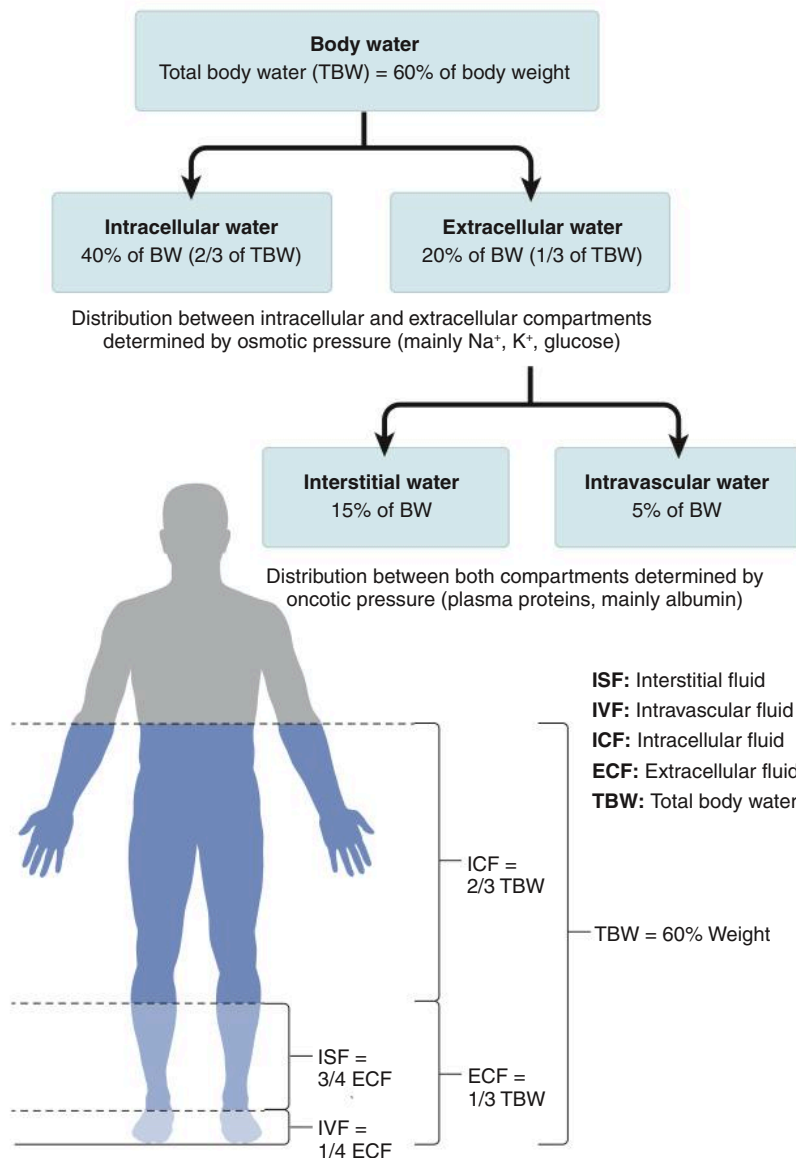 Body water
Total body water (TBW) = 60% of body weight
Intracellular water
40% of BW (2/3 of TBW)
Extracellular water
20% of BW (1/3 of TBW)
Distribution between intracellular and extracellular compartments
determined by osmotic pressure (mainly Na⁺, K⁺, glucose)
Interstitial water
15% of BW
Intravascular water
5% of BW
Distribution between both compartments determined by
oncotic pressure (plasma proteins, mainly albumin)
ISF: Interstitial fluid
IVF: Intravascular fluid
ICF: Intracellular fluid
ECF: Extracellular fluid
TBW: Total body water
ICF =
2/3 TBW
TBW = 60% Weight
ISF =
3/4 ECF
ECF =
1/3 TBW
IVF =
1/4 ECF